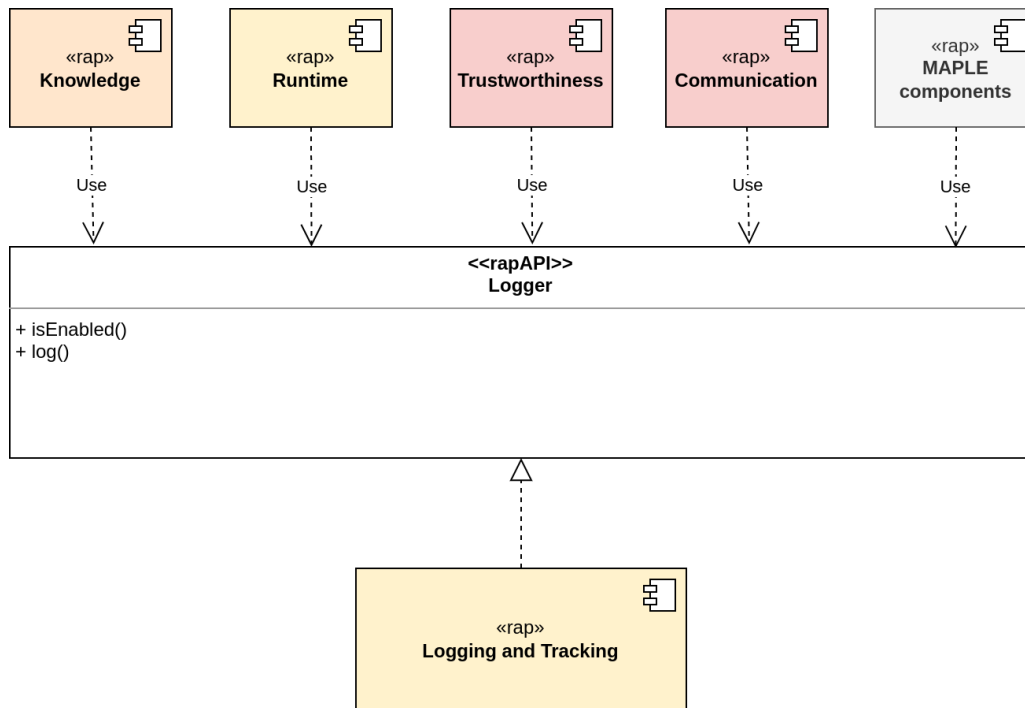 «rap»
Knowledge
«rap»
Runtime
«rap»
Trustworthiness
«rap»
Communication
«rap»
MAPLE
components
Use
Use
Use
Use
Use
<<rapAPI>>
Logger
+ isEnabled()
+ log()
«rap»
Logging and Tracking